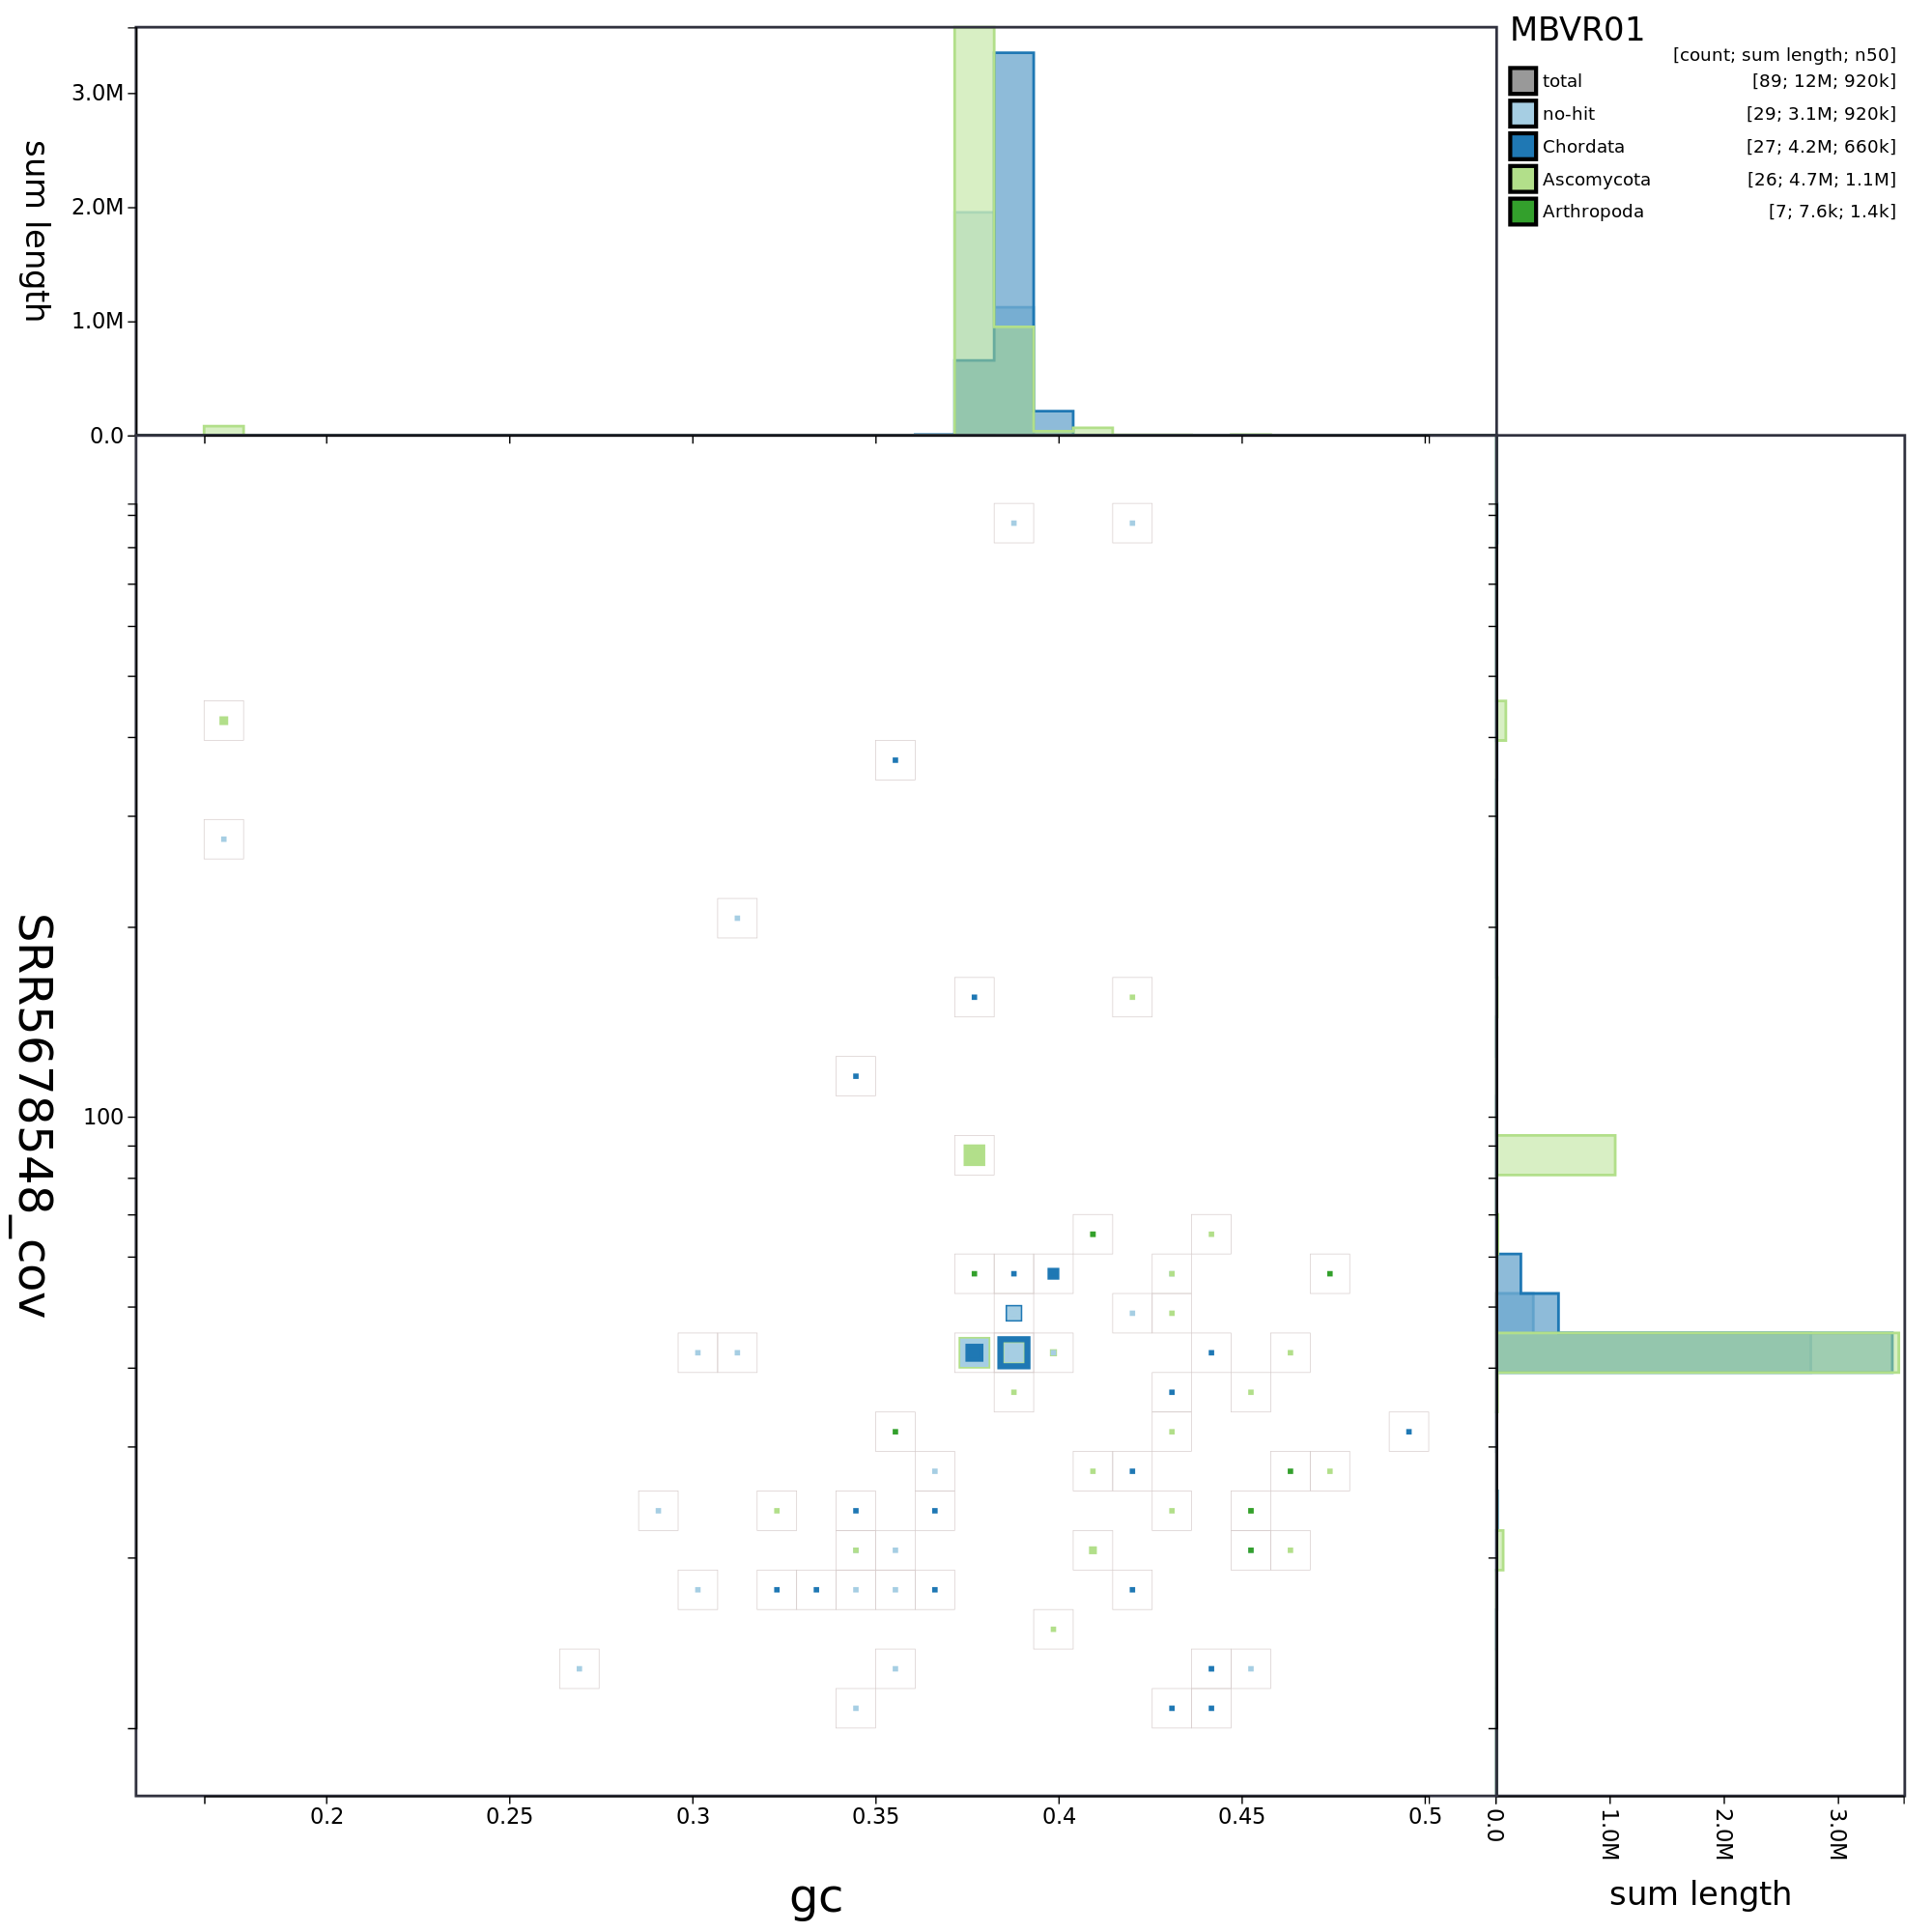 MBVR01
[count; sum length; n50]
total [89; 12M; 920k]
no-hit [29; 3.1M; 920k]
Chordata [27; 4.2M; 660k]
Ascomycota [26; 4.7M; 1.1M]
Arthropoda [7; 7.6k; 1.4k]
sum length
3.0M
2.0M
1.0M
0.0
SRR5678548_cov
100
0.2 0.25 0.3 0.35 0.4 0.45 0.5
gc
0.0 1.0M 2.0M 3.0M
sum length